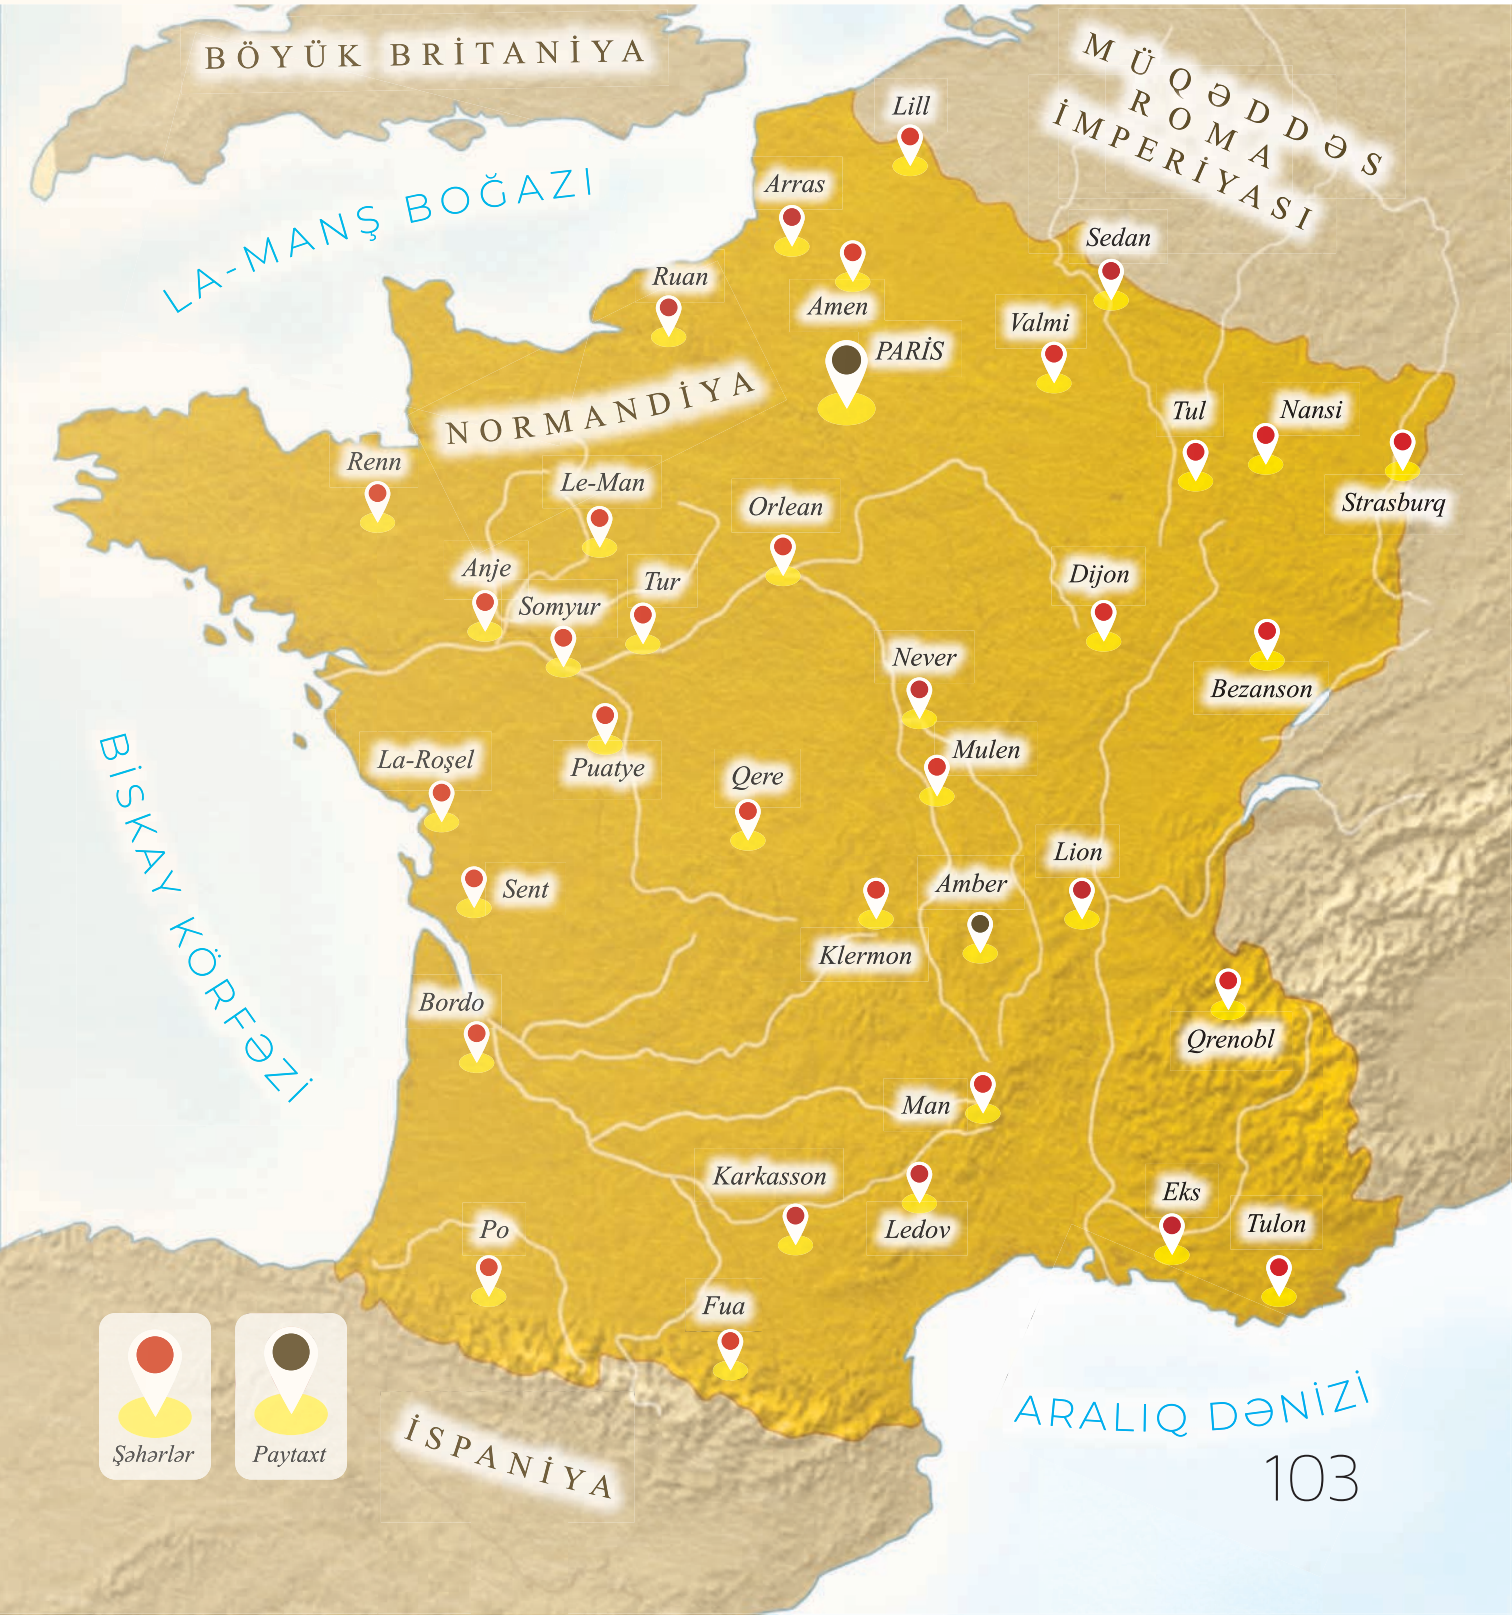 BÖYÜK BRİTANİYA
MÜQƏDDƏS
ROMA
İMPERİYASI
LA-MANŞ BOĞAZI
Lill
Arras
Sedan
Ruan
Amen
Valmi
PARİS
NORMANDİYA
Tul
Nansi
Renn
Le-Man
Orlean
Strasburq
Anje
Somyur
Tur
Dijon
Never
Bezanson
BİSKAY KÖRFƏZİ
La-Roşel
Puatye
Qere
Mulen
Lion
Sent
Amber
Klermon
Bordo
Qrenobl
Man
Karkasson
Ledov
Eks
Tulon
Po
Fua
Şəhərlər
Paytaxt
İSPANİYA
ARALIQ DƏNİZİ
103